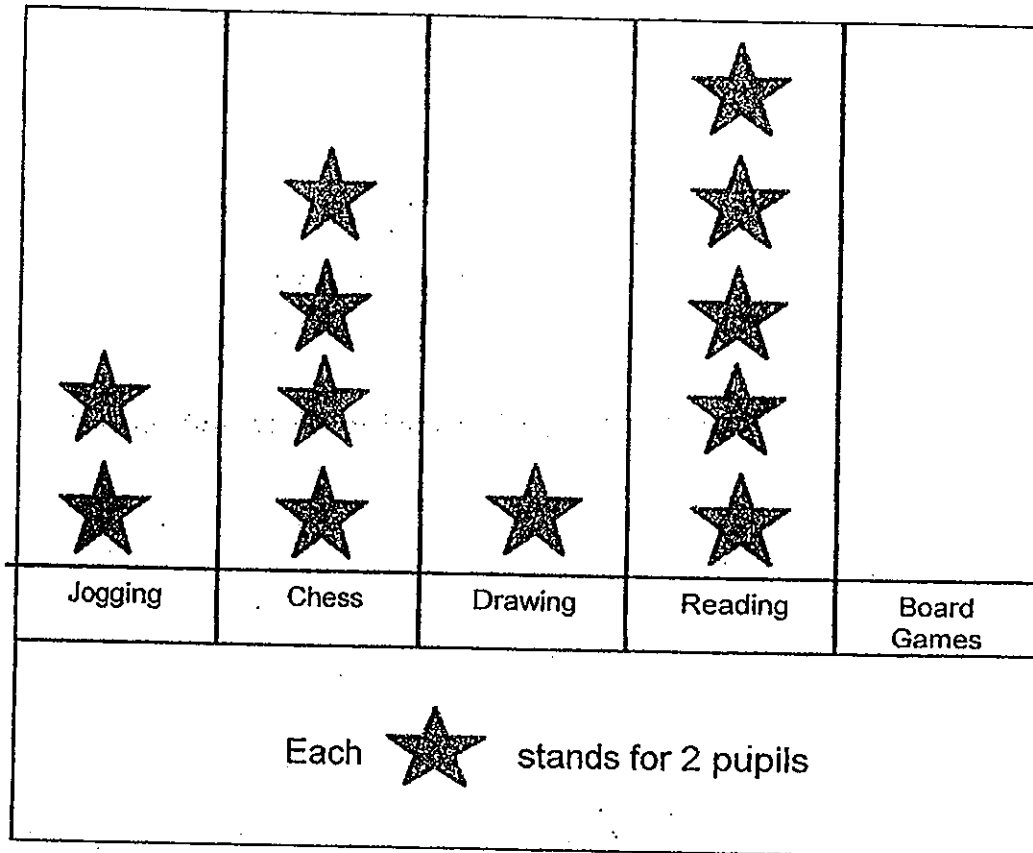 Jogging
Chess
Drawing
Reading
Board
Games
Each stands for 2 pupils